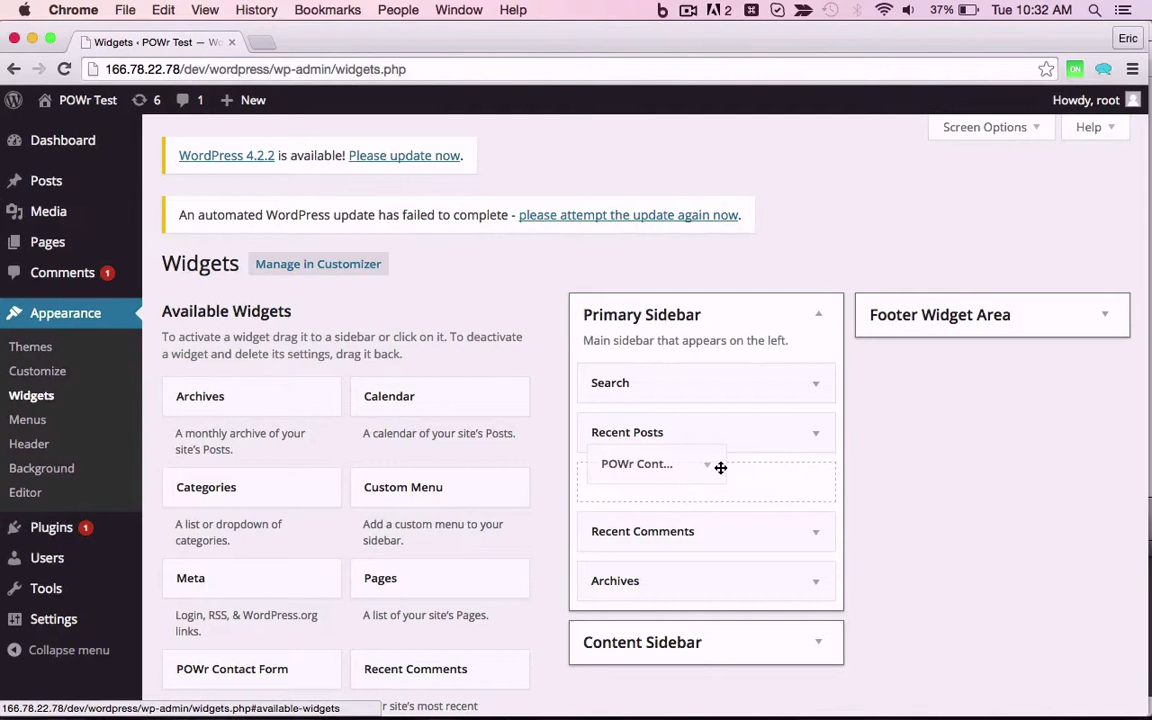 Chrome File Edit View History Bookmarks People Window Help 2 37% Tue 10:32 AM
Widgets ‹ POWr Test — Wo × Eric
166.78.22.78/dev/wordpress/wp-admin/widgets.php ON
POWr Test 6 1 + New Howdy, root
Screen Options Help
WordPress 4.2.2 is available! Please update now.
An automated WordPress update has failed to complete - please attempt the update again now.
Dashboard
Posts
Media
Pages
Comments 1
Appearance
Themes
Customize
Widgets
Menus
Header
Background
Editor
Plugins 1
Users
Tools
Settings
Collapse menu
Widgets Manage in Customizer
Available Widgets
To activate a widget drag it to a sidebar or click on it. To deactivate
a widget and delete its settings, drag it back.
Archives
A monthly archive of your
site's Posts.
Calendar
A calendar of your site's Posts.
Categories
A list or dropdown of
categories.
Custom Menu
Add a custom menu to your
sidebar.
Meta
Login, RSS, & WordPress.org
links.
Pages
A list of your site's Pages.
POWr Contact Form
Recent Comments
r site's most recent
Primary Sidebar
Main sidebar that appears on the left.
Search
Recent Posts
POWr Cont...
Recent Comments
Archives
Content Sidebar
Footer Widget Area
166.78.22.78/dev/wordpress/wp-admin/widgets.php#available-widgets